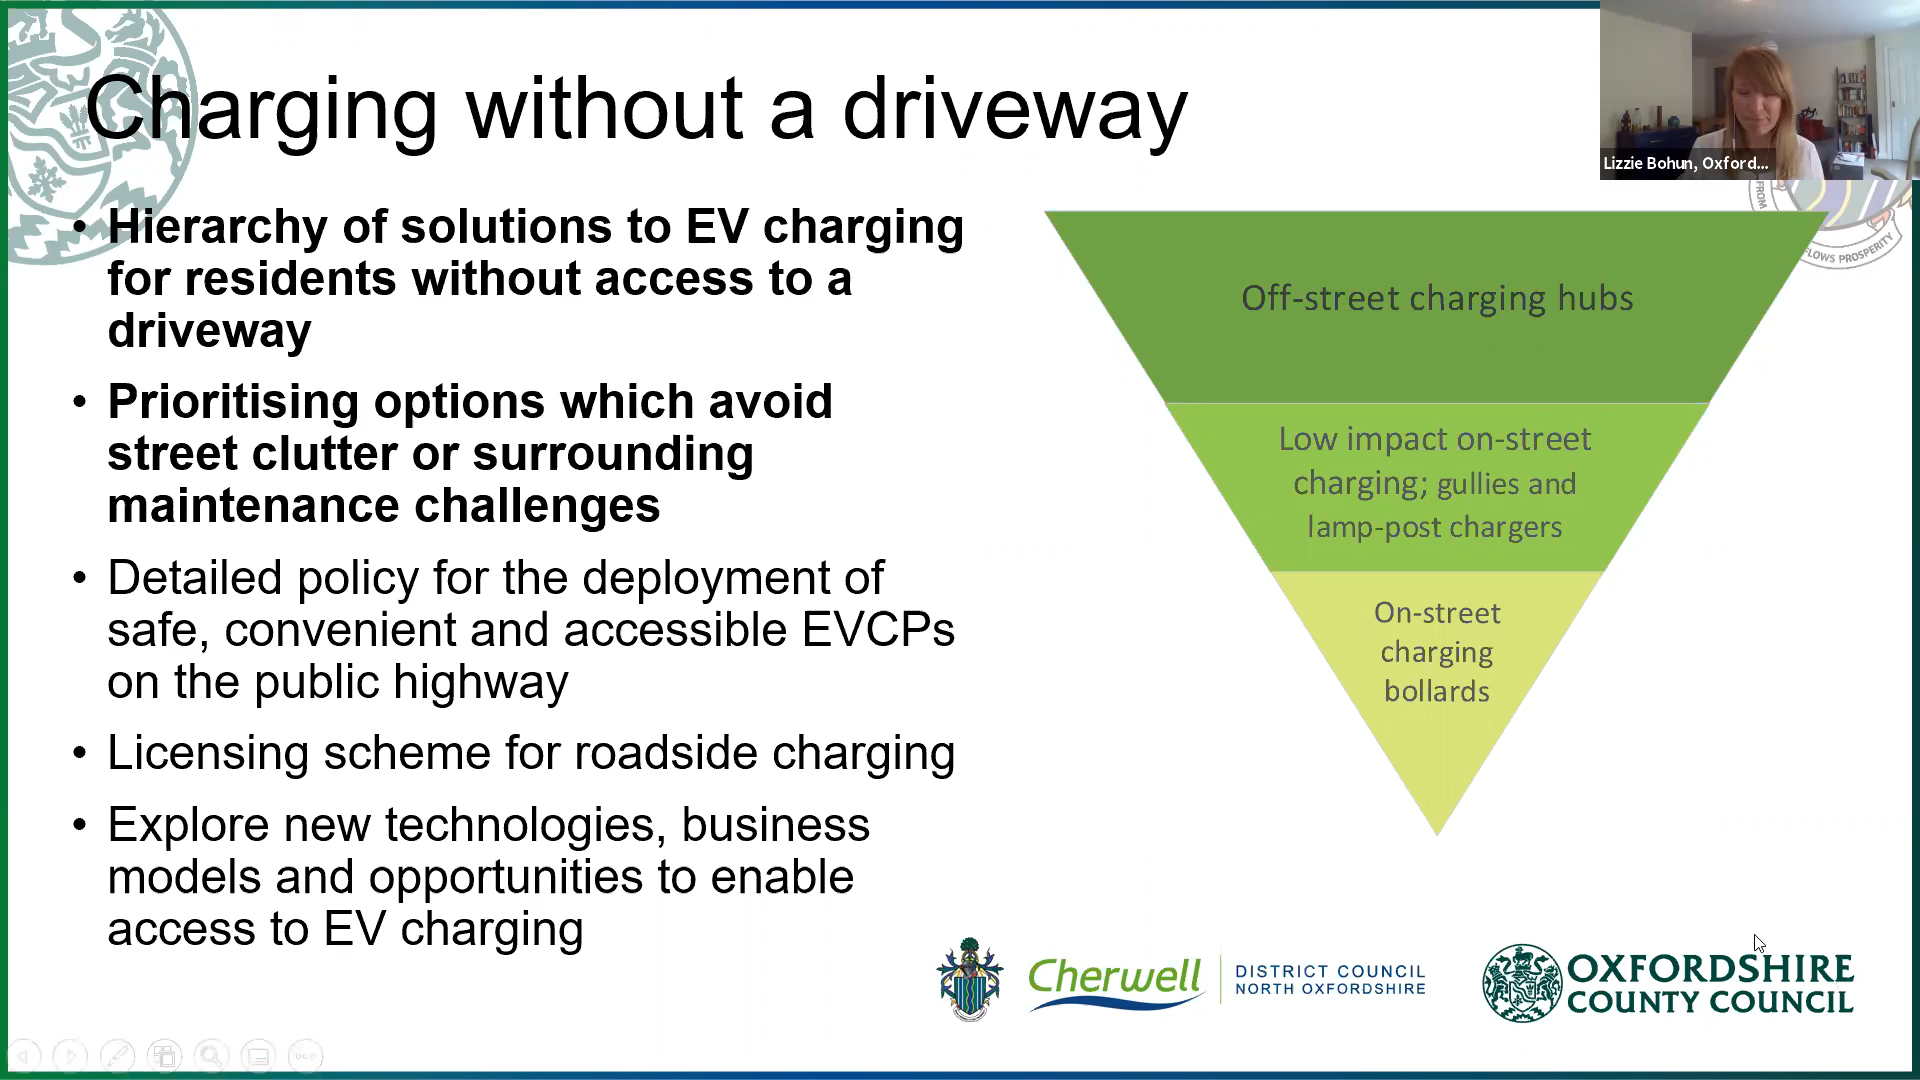 Charging without a driveway
Lizzie Bohun, Oxford...
• Hierarchy of solutions to EV charging
for residents without access to a
driveway
• Prioritising options which avoid
street clutter or surrounding
maintenance challenges
• Detailed policy for the deployment of
safe, convenient and accessible EVCPs
on the public highway
• Licensing scheme for roadside charging
• Explore new technologies, business
models and opportunities to enable
access to EV charging
FROM
FLOWS PROSPERITY
Off-street charging hubs
Low impact on-street
charging; gullies and
lamp-post chargers
On-street
charging
bollards
Cherwell
DISTRICT COUNCIL
NORTH OXFORDSHIRE
OXFORDSHIRE
COUNTY COUNCIL